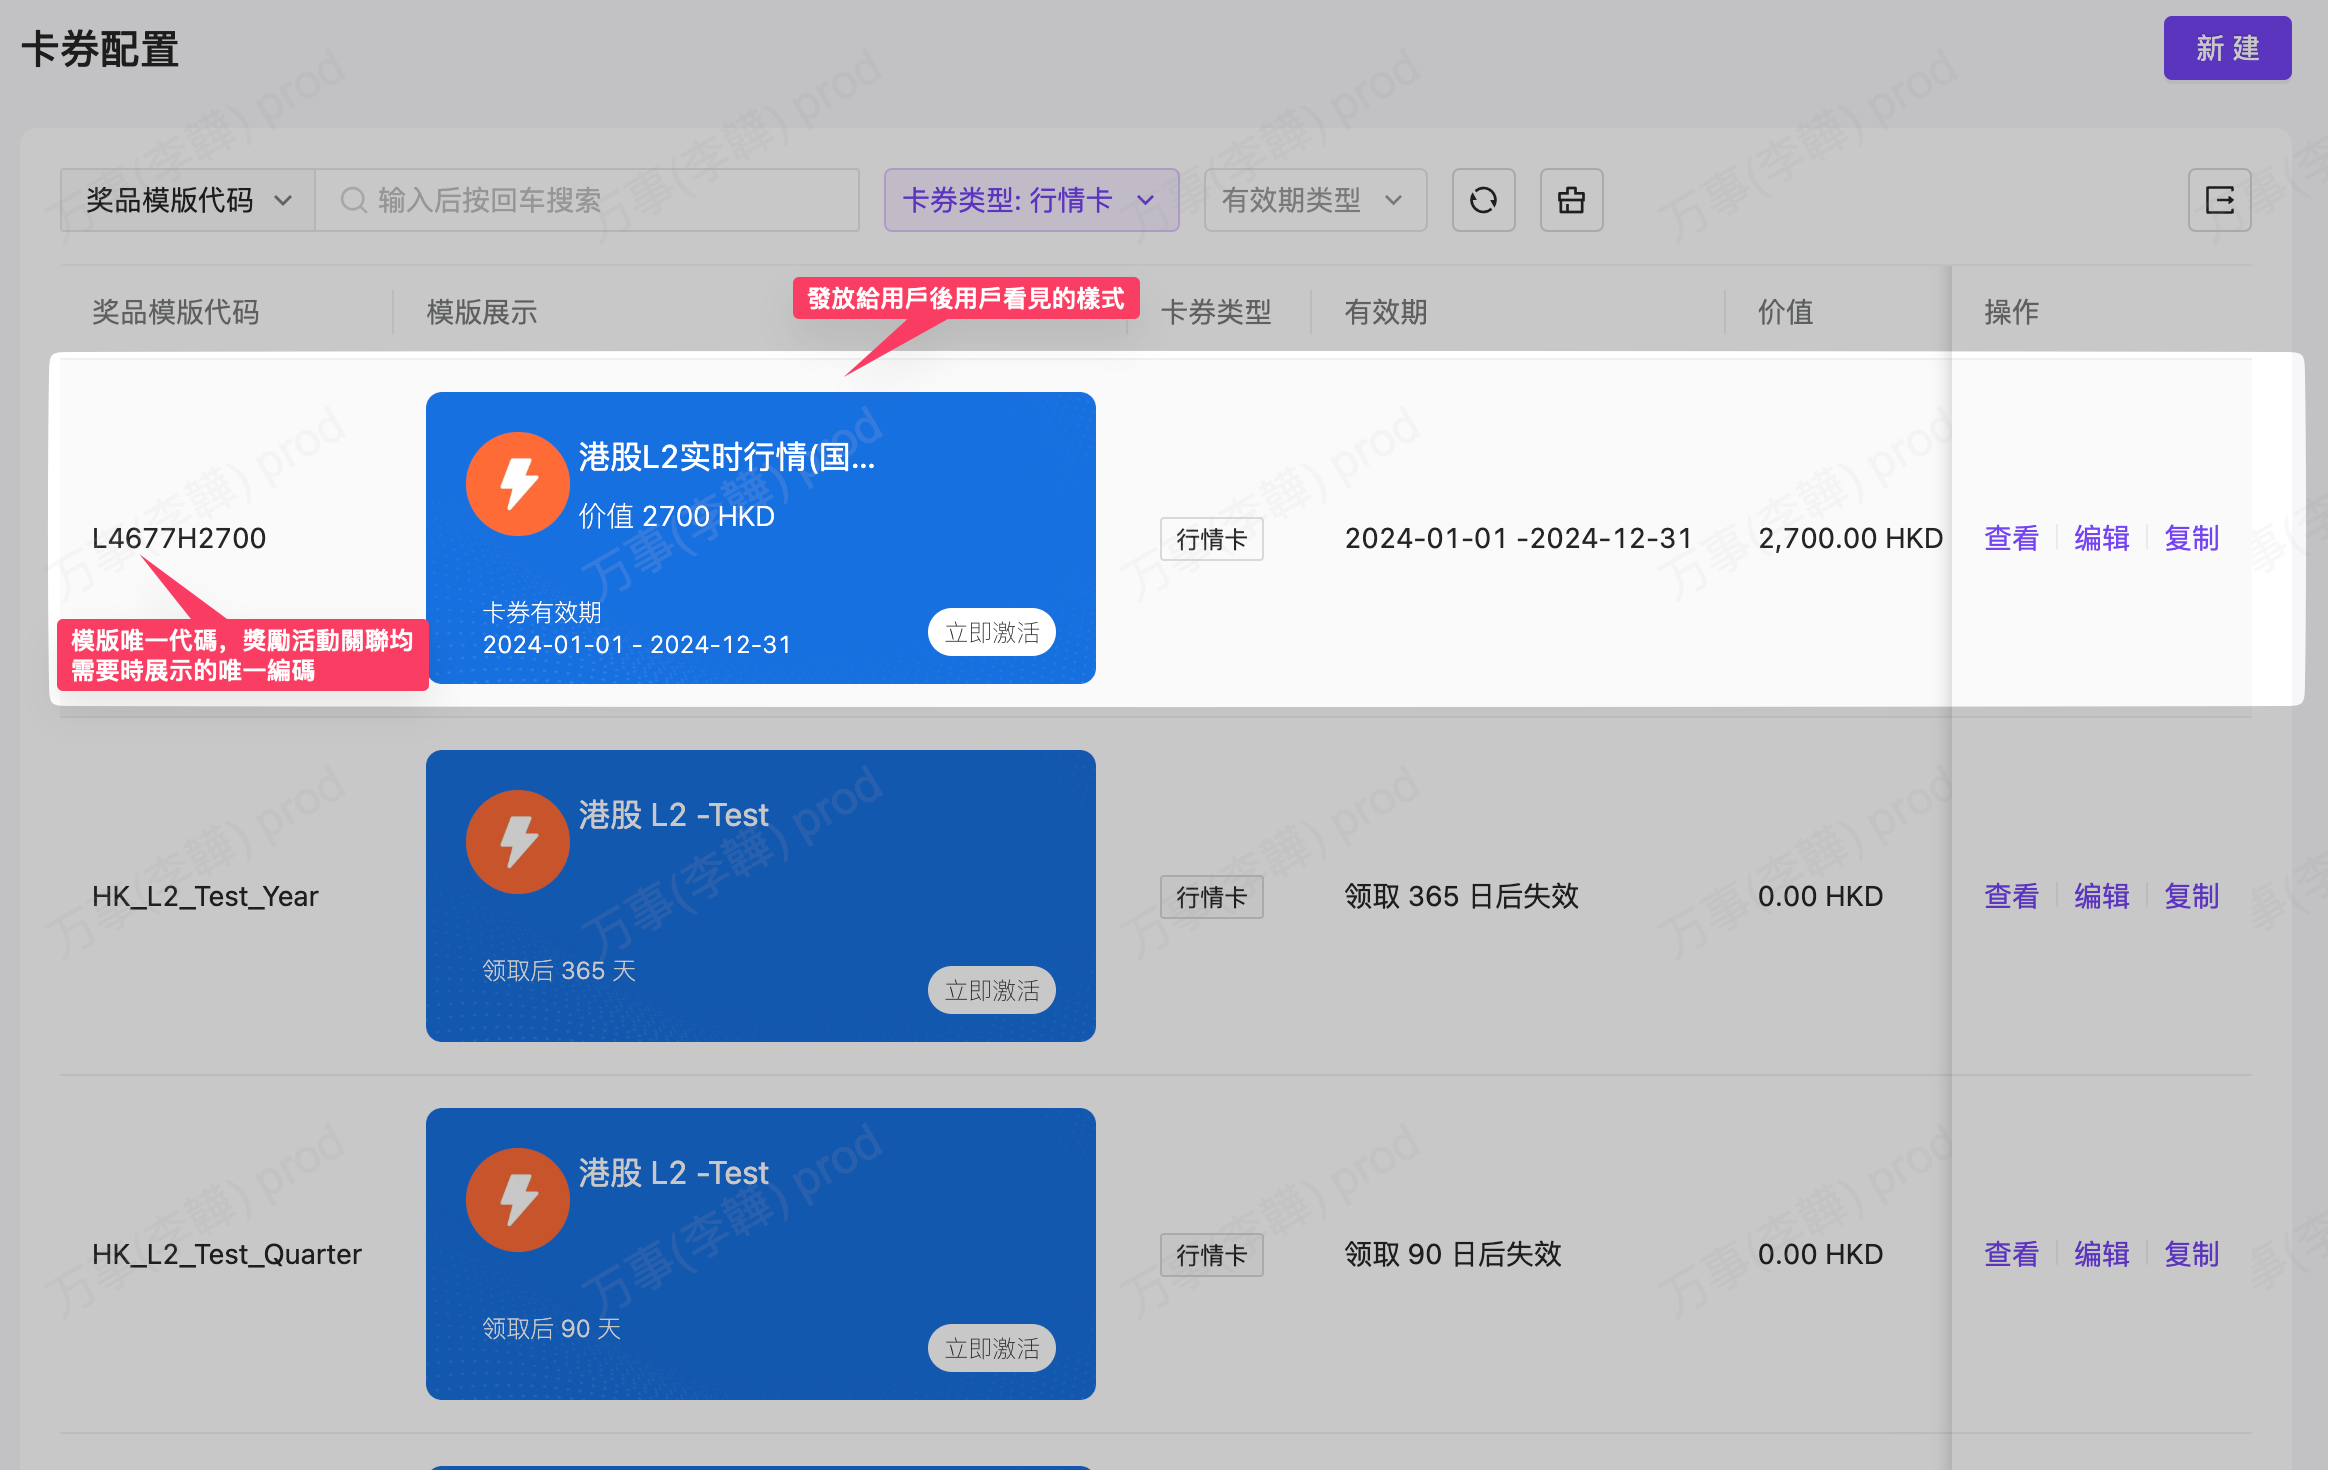 卡券配置
新 建
奖品模版代码
输入后按回车搜索
卡券类型: 行情卡
有效期类型
奖品模版代码
模版展示
發放給用戶後用戶看見的樣式
卡券类型
有效期
价值
操作
L4677H2700
港股L2实时行情(国...
价值 2700 HKD
卡券有效期
2024-01-01 - 2024-12-31
立即激活
行情卡
2024-01-01 -2024-12-31
2,700.00 HKD
查看
编辑
复制
模版唯一代碼，獎勵活動關聯均
需要時展示的唯一編碼
HK_L2_Test_Year
港股 L2 -Test
领取后 365 天
立即激活
行情卡
领取 365 日后失效
0.00 HKD
查看
编辑
复制
HK_L2_Test_Quarter
港股 L2 -Test
领取后 90 天
立即激活
行情卡
领取 90 日后失效
0.00 HKD
查看
编辑
复制